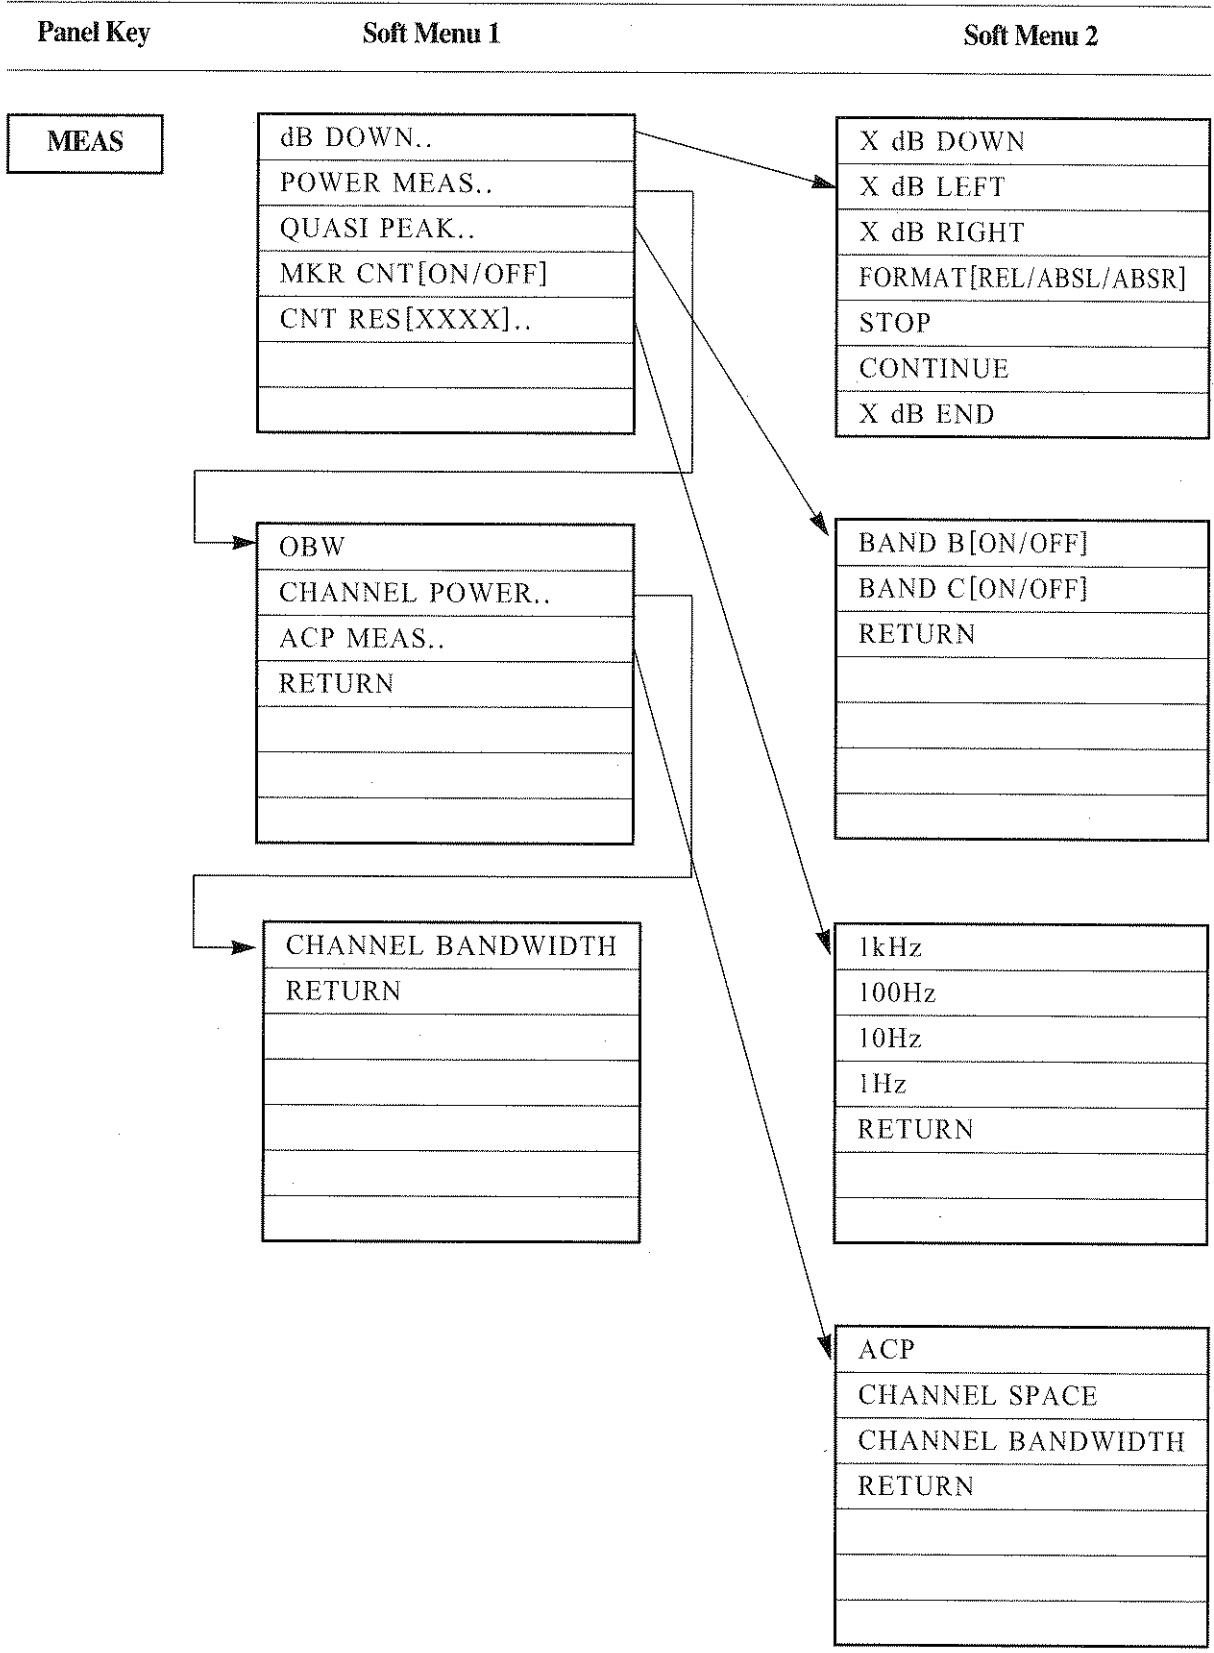 Panel Key Soft Menu 1 Soft Menu 2
MEAS
dB DOWN..
POWER MEAS..
QUASI PEAK..
MKR CNT[ON/OFF]
CNT RES[XXXX]..
X dB DOWN
X dB LEFT
X dB RIGHT
FORMAT[REL/ABSL/ABSR]
STOP
CONTINUE
X dB END
OBW
CHANNEL POWER..
ACP MEAS..
RETURN
BAND B[ON/OFF]
BAND C[ON/OFF]
RETURN
CHANNEL BANDWIDTH
RETURN
1kHz
100Hz
10Hz
1Hz
RETURN
ACP
CHANNEL SPACE
CHANNEL BANDWIDTH
RETURN